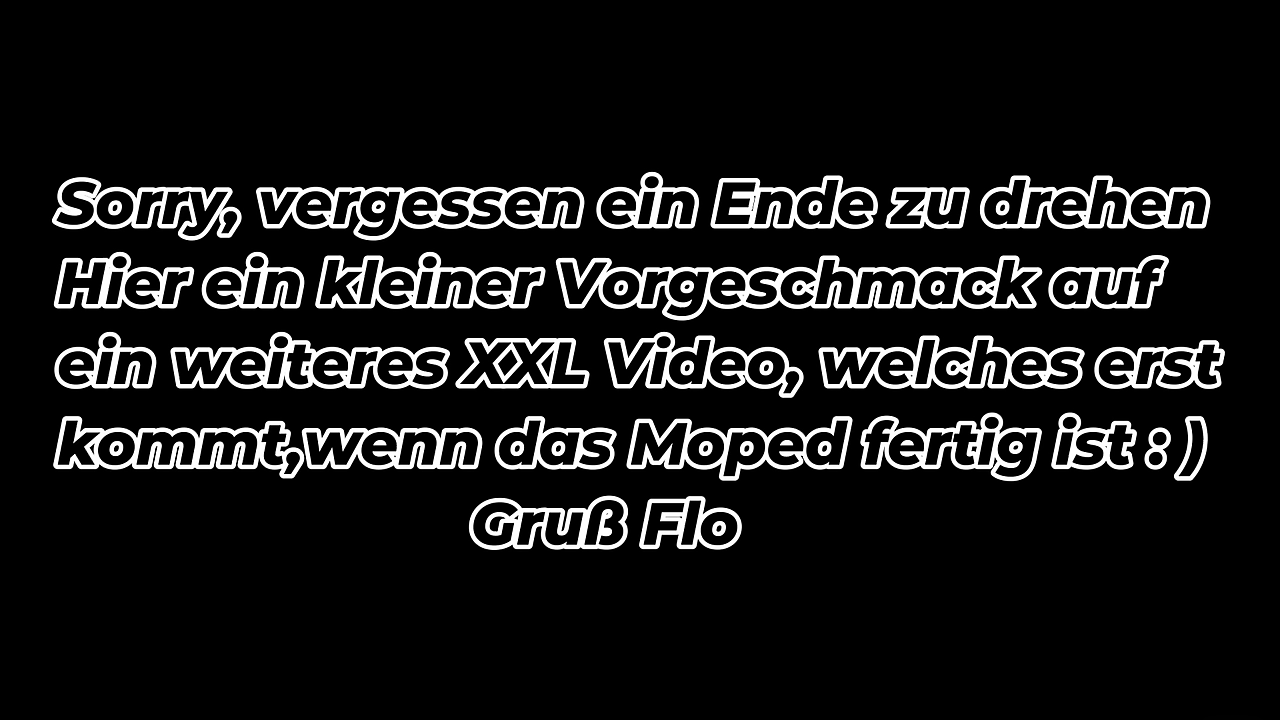 Sorry, vergessen ein Ende zu drehen
Hier ein kleiner Vorgeschmack auf
ein weiteres XXL Video, welches erst
kommt,wenn das Moped fertig ist : )
Gruß Flo